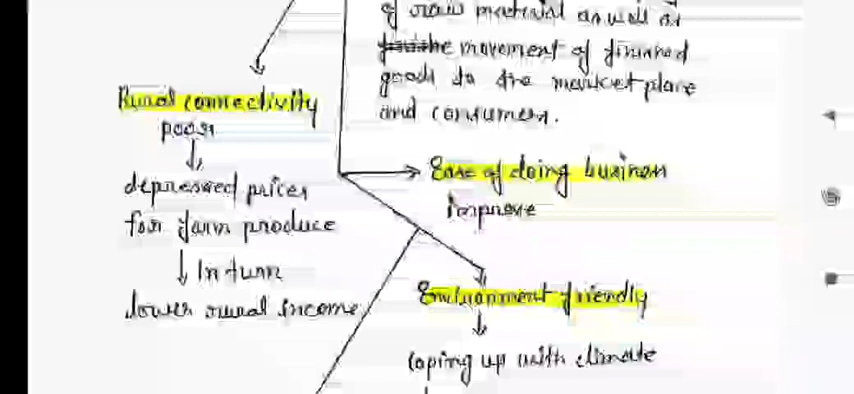 of raw material as well as
the movement of finished
goods to the market place
and consumers.
Rural connectivity
poor
depressed prices
for farm produce
In turn
lower rural income
Ease of doing business
improve
Environment friendly
coping up with climate